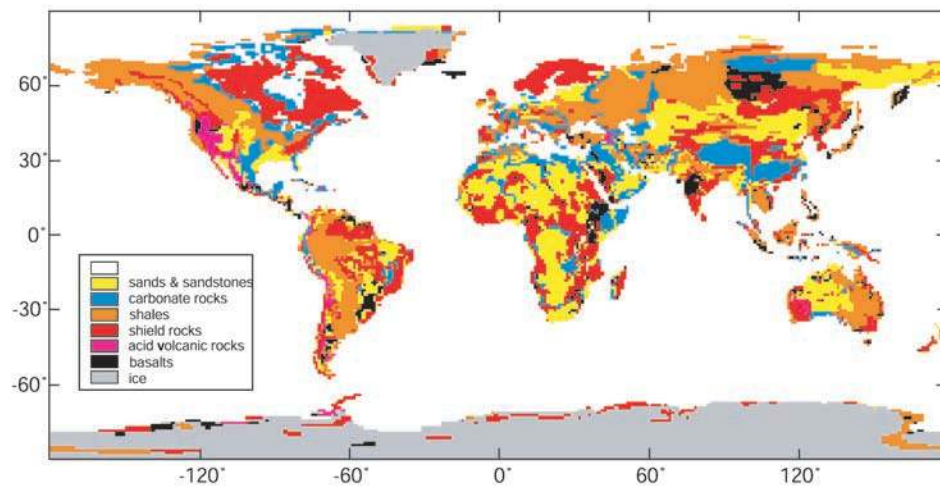 60°
30°
0°
-30°
-60°
sands & sandstones
carbonate rocks
shales
shield rocks
acid volcanic rocks
basalts
ice
-120°
-60°
0°
60°
120°